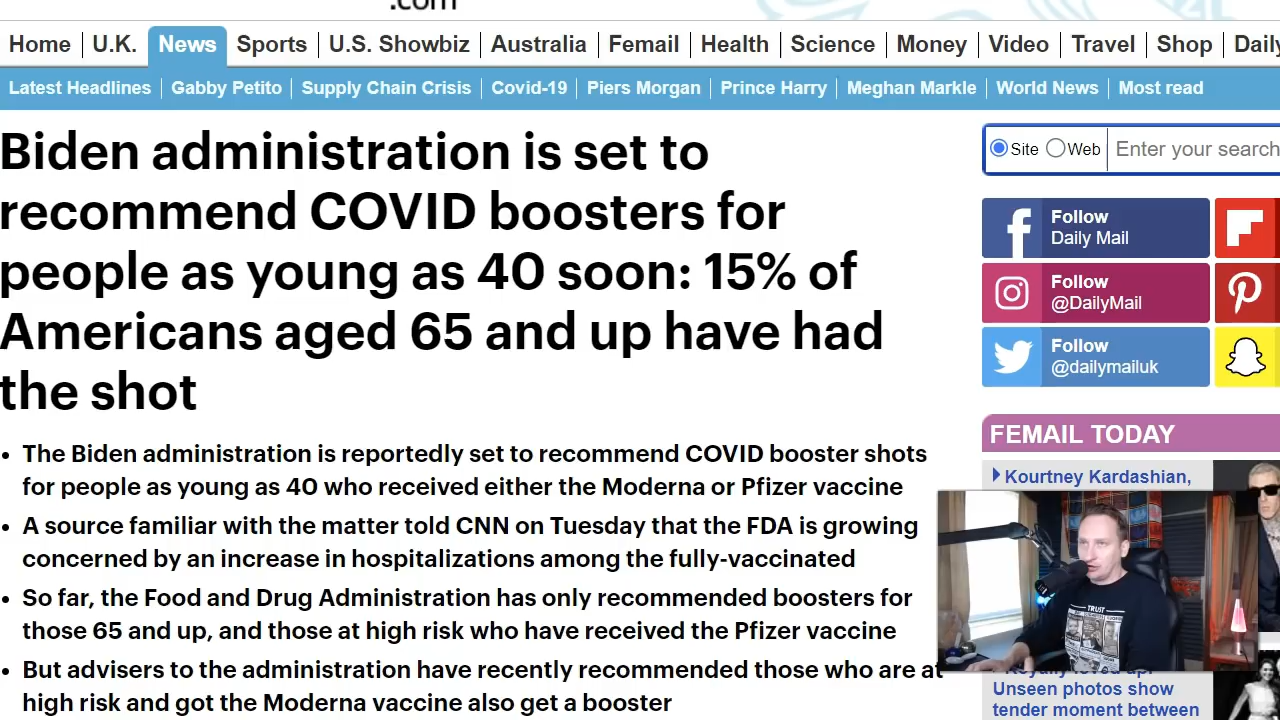 .com
Home U.K. News Sports U.S. Showbiz Australia Femail Health Science Money Video Travel Shop
Latest Headlines Gabby Petito Supply Chain Crisis Covid-19 Piers Morgan Prince Harry Meghan Markle World News Most read
Biden administration is set to
recommend COVID boosters for
people as young as 40 soon: 15% of
Americans aged 65 and up have had
the shot
Site Web Enter your search
Follow
Daily Mail
Follow
@DailyMail
Follow
@dailymailuk
• The Biden administration is reportedly set to recommend COVID booster shots
for people as young as 40 who received either the Moderna or Pfizer vaccine
• A source familiar with the matter told CNN on Tuesday that the FDA is growing
concerned by an increase in hospitalizations among the fully-vaccinated
• So far, the Food and Drug Administration has only recommended boosters for
those 65 and up, and those at high risk who have received the Pfizer vaccine
• But advisers to the administration have recently recommended those who are at
high risk and got the Moderna vaccine also get a booster
FEMAIL TODAY
Kourtney Kardashian,
TRUST
Unseen photos show
tender moment between